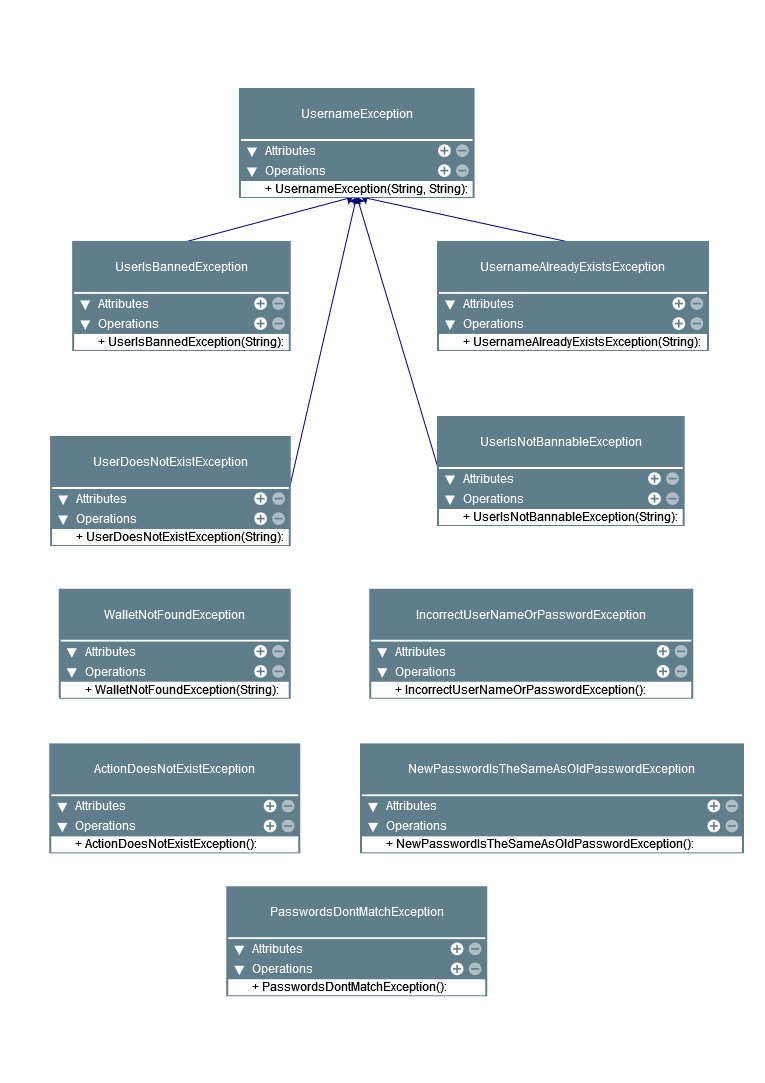 UsernameException
Attributes
Operations
+ UsernameException(String, String):
UserIsBannedException
Attributes
Operations
+ UserIsBannedException(String):
UsernameAlreadyExistsException
Attributes
Operations
+ UsernameAlreadyExistsException(String):
UserDoesNotExistException
Attributes
Operations
+ UserDoesNotExistException(String):
UserIsNotBannableException
Attributes
Operations
+ UserIsNotBannableException(String):
WalletNotFoundException
Attributes
Operations
+ WalletNotFoundException(String):
IncorrectUserNameOrPasswordException
Attributes
Operations
+ IncorrectUserNameOrPasswordException():
ActionDoesNotExistException
Attributes
Operations
+ ActionDoesNotExistException():
NewPasswordIsTheSameAsOldPasswordException
Attributes
Operations
+ NewPasswordIsTheSameAsOldPasswordException():
PasswordsDontMatchException
Attributes
Operations
+ PasswordsDontMatchException():